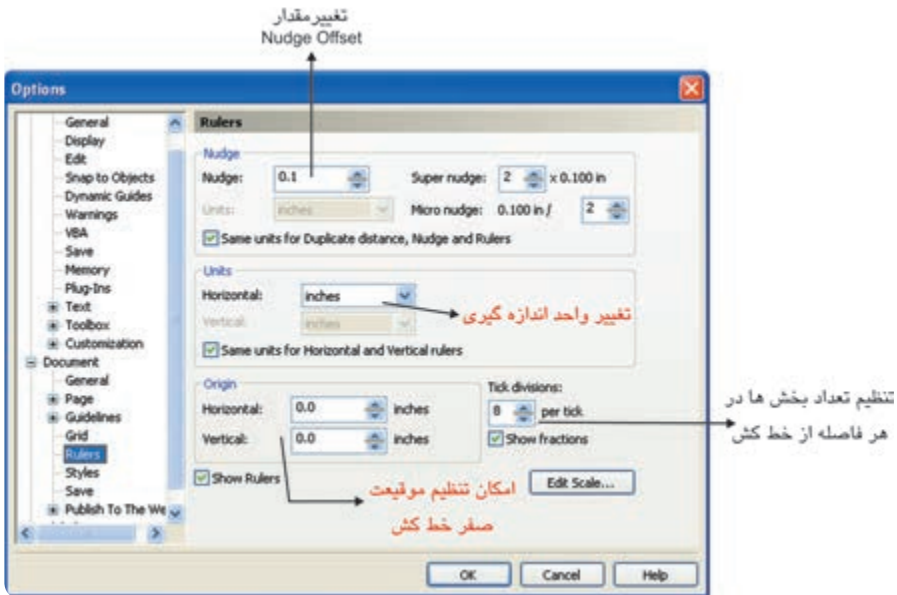 تغییر مقدار
Nudge Offset
Options
General
Display
Edit
Snap to Objects
Dynamic Guides
Warnings
VBA
Save
Memory
Plug-Ins
Text
Toolbox
Customization
Document
General
Page
Guidelines
Grid
Rulers
Styles
Save
Publish To The We
Rulers
Nudge
Nudge: 0.1 Super nudge: 2 x 0.100 in
Units: inches Micro nudge: 0.100 in / 2
Same units for Duplicate distance, Nudge and Rulers
Units
Horizontal: inches
تغییر واحد اندازه گیری
Vertical: inches
Same units for Horizontal and Vertical rulers
Origin
Horizontal: 0.0 inches
Vertical: 0.0 inches
Tick divisions:
8 per tick
Show fractions
تنظیم تعداد بخش ها در
هر فاصله از خط کش
Show Rulers
امکان تنظیم موقیعت
صفر خط کش
Edit Scale...
OK Cancel Help